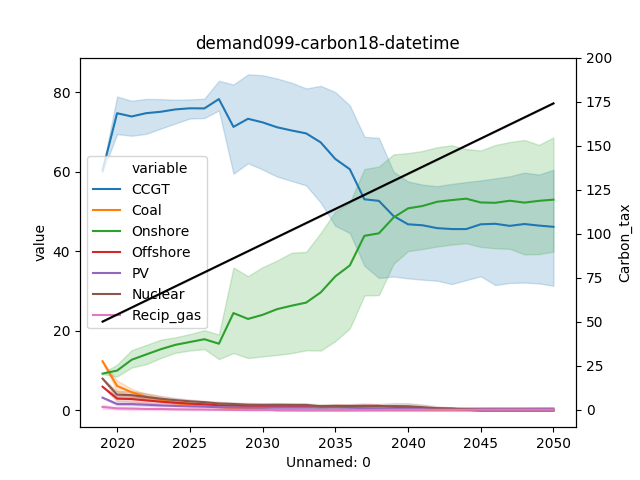 demand099-carbon18-datetime
value
80
60
40
20
0
variable
CCGT
Coal
Onshore
Offshore
PV
Nuclear
Recip_gas
200
175
150
125
100
75
50
25
0
Carbon_tax
2020
2025
2030
2035
2040
2045
2050
Unnamed: 0